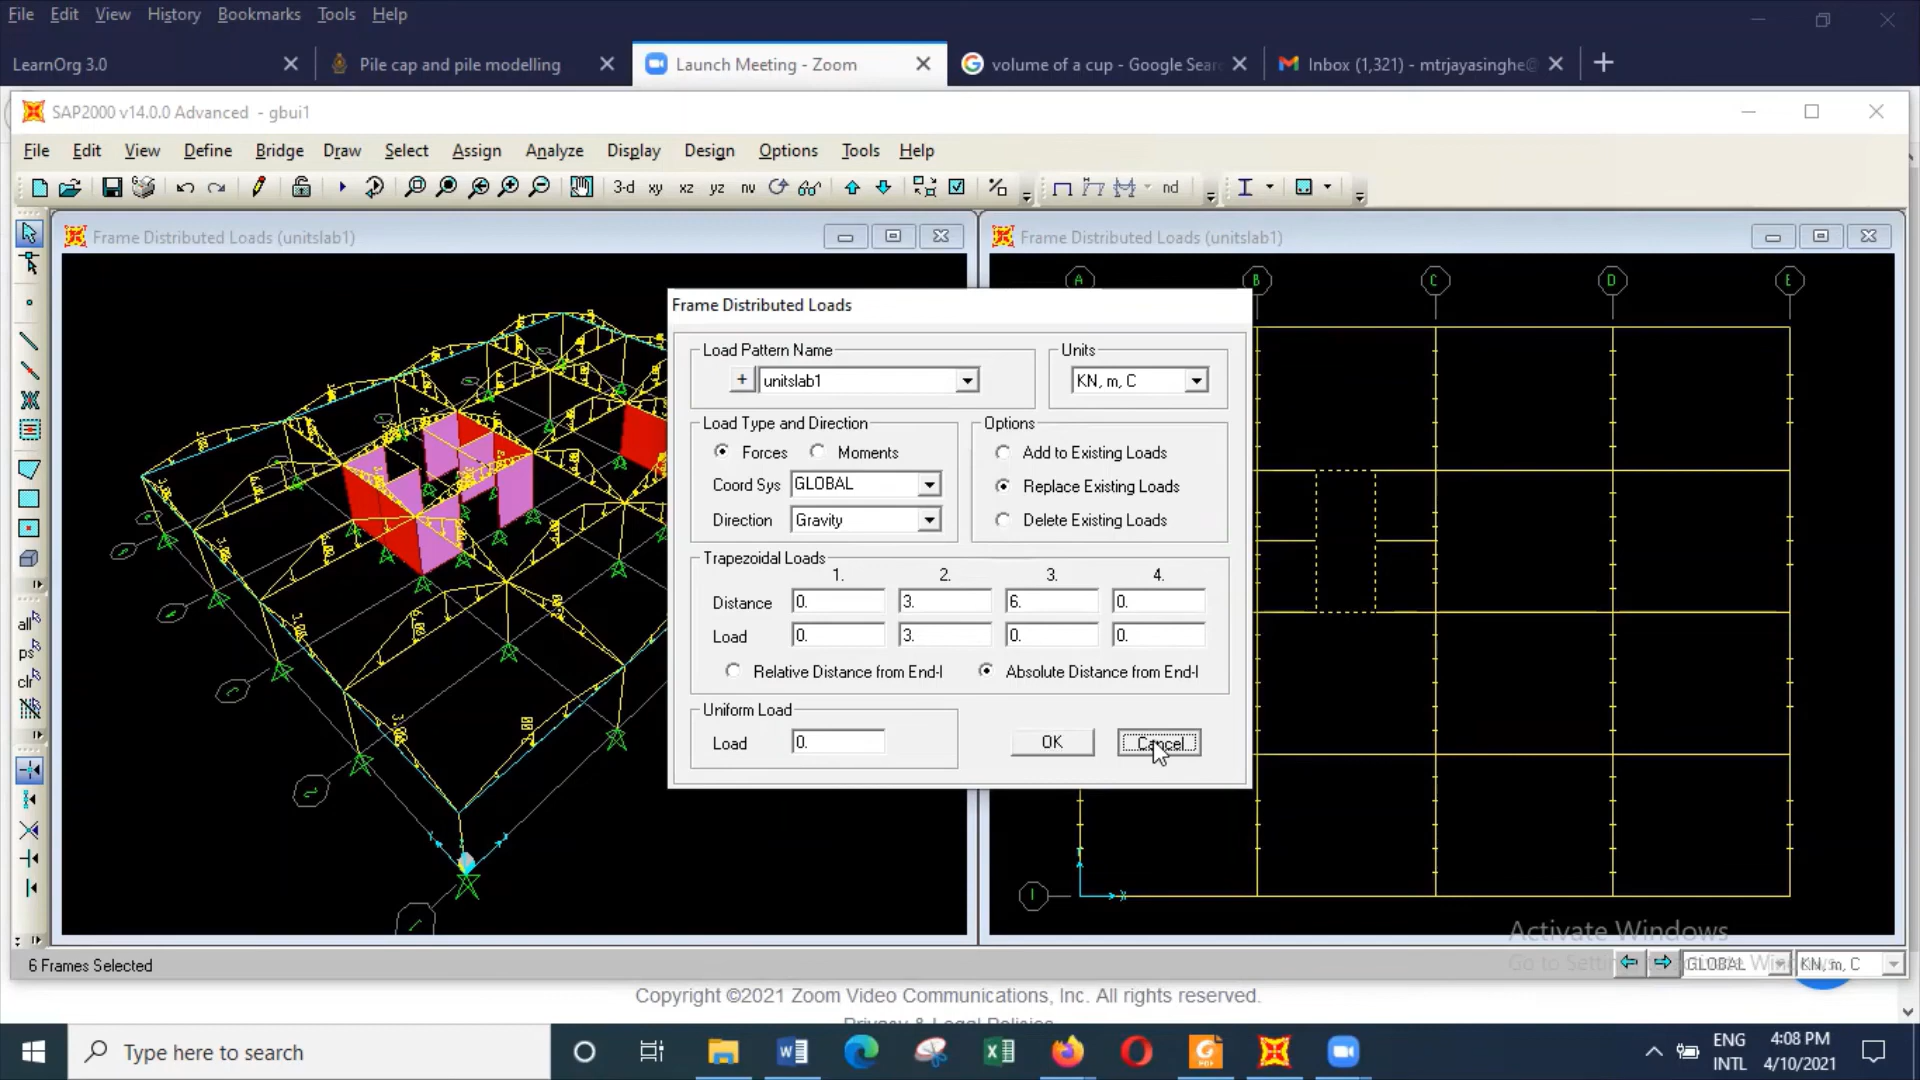 File Edit View History Bookmarks Tools Help
LearnOrg 3.0
Pile cap and pile modelling
Launch Meeting - Zoom
volume of a cup - Google Sear
Inbox (1,321) - mtrjayasinghe@
SAP2000 v14.0.0 Advanced - gbui1
File Edit View Define Bridge Draw Select Assign Analyze Display Design Options Tools Help
3-d xy xz yz nv nd
Frame Distributed Loads (unitslab1)
Frame Distributed Loads (unitslab1)
A B C D E
Frame Distributed Loads
Load Pattern Name
+ unitslab1
Units
KN, m, C
Load Type and Direction
Forces Moments
Coord Sys GLOBAL
Direction Gravity
Options
Add to Existing Loads
Replace Existing Loads
Delete Existing Loads
Trapezoidal Loads
1. 2. 3. 4.
Distance 0. 3. 6. 0.
Load 0. 3. 0. 0.
Relative Distance from End-I Absolute Distance from End-I
Uniform Load
Load 0.
OK Cancel
all
ps
clr
Activate Windows
6 Frames Selected
GLOBAL KN, m, C
Copyright ©2021 Zoom Video Communications, Inc. All rights reserved.
Privacy & Legal Policies
Type here to search
ENG
INTL
4:08 PM
4/10/2021